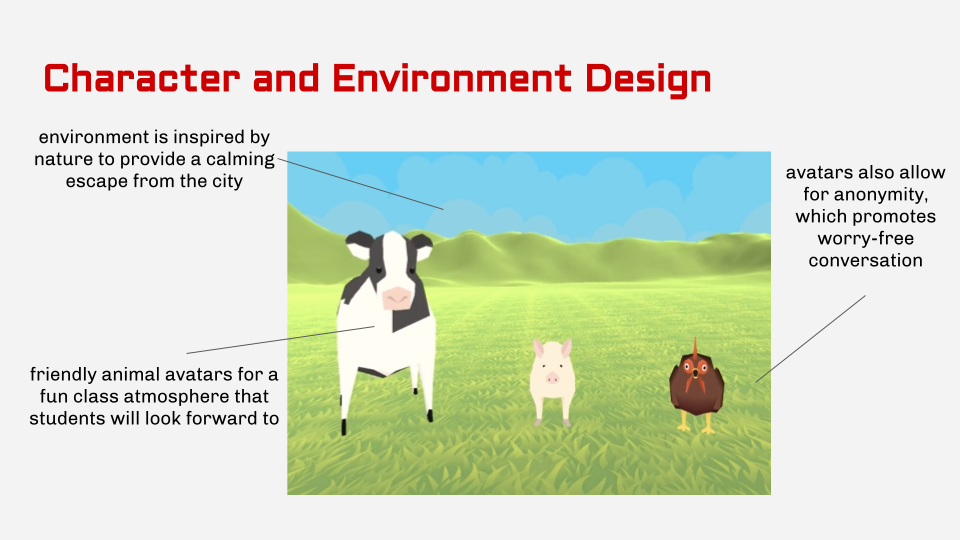 Character and Environment Design
environment is inspired by
nature to provide a calming
escape from the city
avatars also allow
for anonymity,
which promotes
worry-free
conversation
friendly animal avatars for a
fun class atmosphere that
students will look forward to